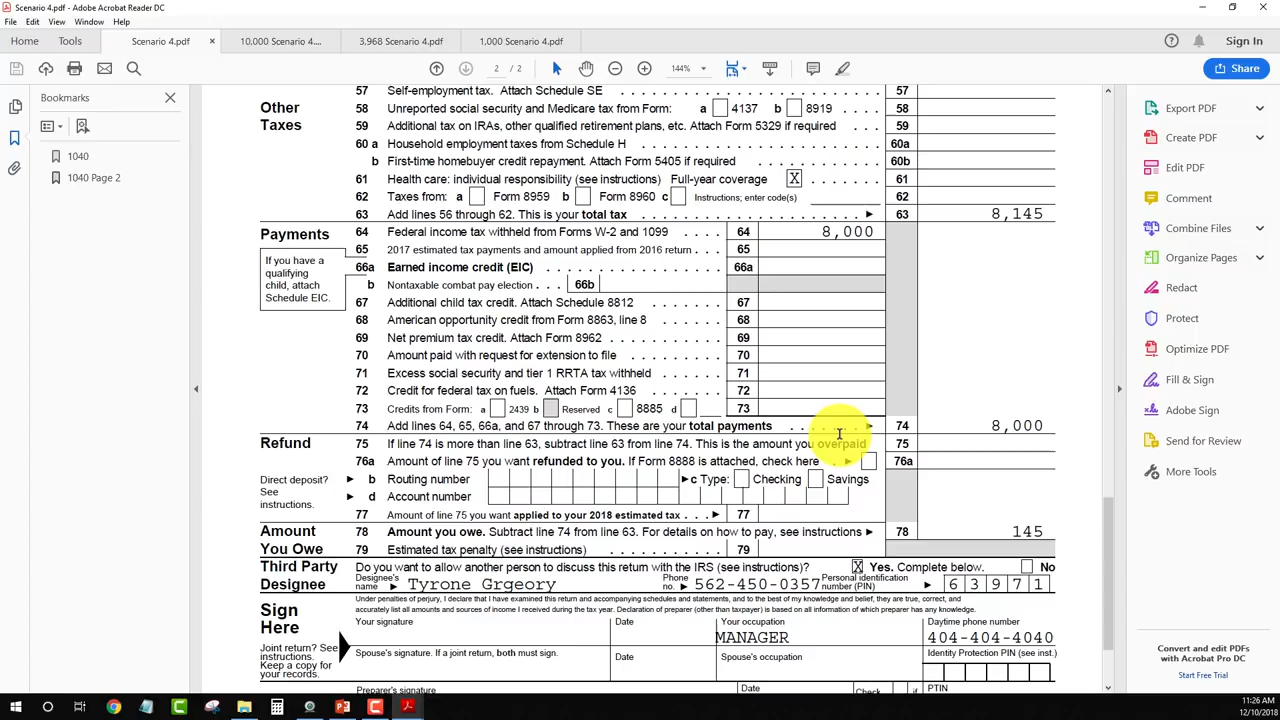 Scenario 4.pdf - Adobe Acrobat Reader DC
File Edit View Window Help
Home Tools Scenario 4.pdf × 10,000 Scenario 4.... 3,968 Scenario 4.pdf 1,000 Scenario 4.pdf Sign In
2 / 2 144% Share
Bookmarks
1040
1040 Page 2
57 Self-employment tax. Attach Schedule SE 57
Other Taxes
58 Unreported social security and Medicare tax from Form: a 4137 b 8919 . . . . 58
59 Additional tax on IRAs, other qualified retirement plans, etc. Attach Form 5329 if required . . . 59
60 a Household employment taxes from Schedule H . . . . . . . . . . . . . . . . 60a
b First-time homebuyer credit repayment. Attach Form 5405 if required . . . . . . . . . . . 60b
61 Health care: individual responsibility (see instructions) Full-year coverage X . . . . . . 61
62 Taxes from: a Form 8959 b Form 8960 c Instructions; enter code(s) 62
63 Add lines 56 through 62. This is your total tax . . . . . . . . . . . . . . . . ► 63 8,145
Payments
64 Federal income tax withheld from Forms W-2 and 1099 . . . . 64 8,000
If you have a qualifying child, attach Schedule EIC.
65 2017 estimated tax payments and amount applied from 2016 return . . . 65
66a Earned income credit (EIC) . . . . . . . . . . . . . 66a
b Nontaxable combat pay election . . . 66b
67 Additional child tax credit. Attach Schedule 8812 . . . . . . 67
68 American opportunity credit from Form 8863, line 8 . . . . . . 68
69 Net premium tax credit. Attach Form 8962 . . . . . . . . . 69
70 Amount paid with request for extension to file . . . . . . . . 70
71 Excess social security and tier 1 RRTA tax withheld . . . . . 71
72 Credit for federal tax on fuels. Attach Form 4136 . . . . . . 72
73 Credits from Form: a 2439 b Reserved c 8885 d 73
74 Add lines 64, 65, 66a, and 67 through 73. These are your total payments . . . . . . . ► 74 8,000
Refund
75 If line 74 is more than line 63, subtract line 63 from line 74. This is the amount you overpaid 75
76a Amount of line 75 you want refunded to you. If Form 8888 is attached, check here . ► 76a
Direct deposit? See instructions.
► b Routing number ►c Type: Checking Savings
► d Account number
77 Amount of line 75 you want applied to your 2018 estimated tax . . . ► 77
Amount You Owe
78 Amount you owe. Subtract line 74 from line 63. For details on how to pay, see instructions ► 78 145
79 Estimated tax penalty (see instructions) . . . . . . . . . . 79
Third Party Designee
Do you want to allow another person to discuss this return with the IRS (see instructions)? X Yes. Complete below. No
Designee's name ► Tyrone Grgeory Phone no. ► 562-450-0357 Personal identification number (PIN) ► 6 3 9 7 1
Sign Here
Under penalties of perjury, I declare that I have examined this return and accompanying schedules and statements, and to the best of my knowledge and belief, they are true, correct, and
accurately list all amounts and sources of income I received during the tax year. Declaration of preparer (other than taxpayer) is based on all information of which preparer has any knowledge.
Joint return? See instructions. Keep a copy for your records.
Your signature Date Your occupation Daytime phone number
MANAGER 404-404-4040
Spouse's signature. If a joint return, both must sign. Date Spouse's occupation Identity Protection PIN (see inst.)
Preparer's signature Date Check if PTIN
Export PDF
Create PDF
Edit PDF
Comment
Combine Files
Organize Pages
Redact
Protect
Optimize PDF
Fill & Sign
Adobe Sign
Send for Review
More Tools
Convert and edit PDFs
with Acrobat Pro DC
Start Free Trial
11:26 AM
12/10/2018